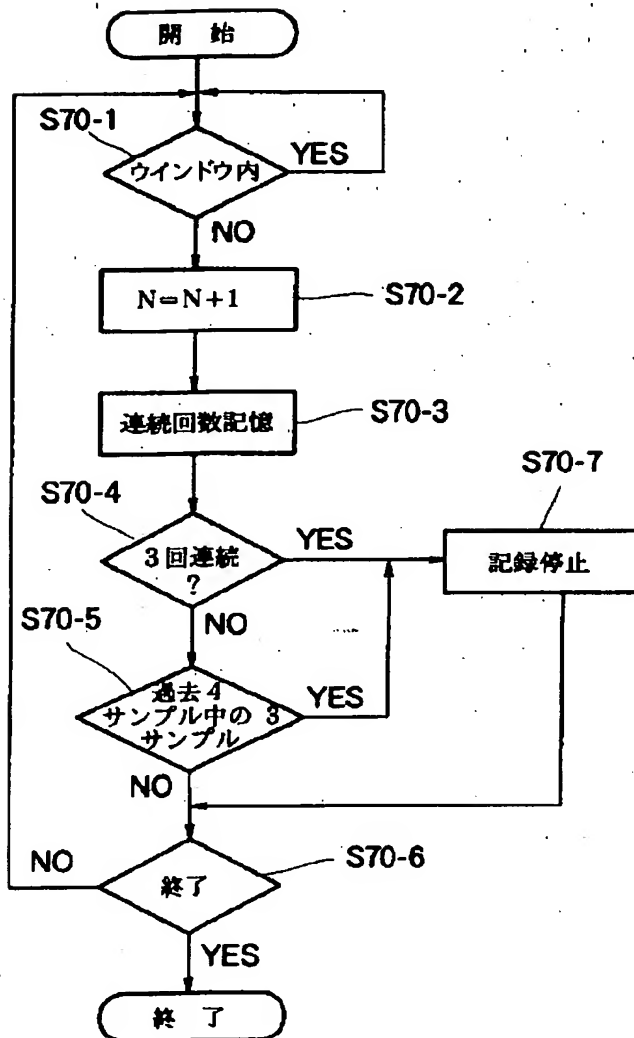 開 始
S70-1
ウインドウ内
YES
NO
N=N+1
S70-2
連続回数記憶
S70-3
S70-4
3回連続
?
YES
S70-7
記録停止
NO
S70-5
過去4
サンプル中の 3
サンプル
YES
NO
NO
終了
S70-6
YES
終 了